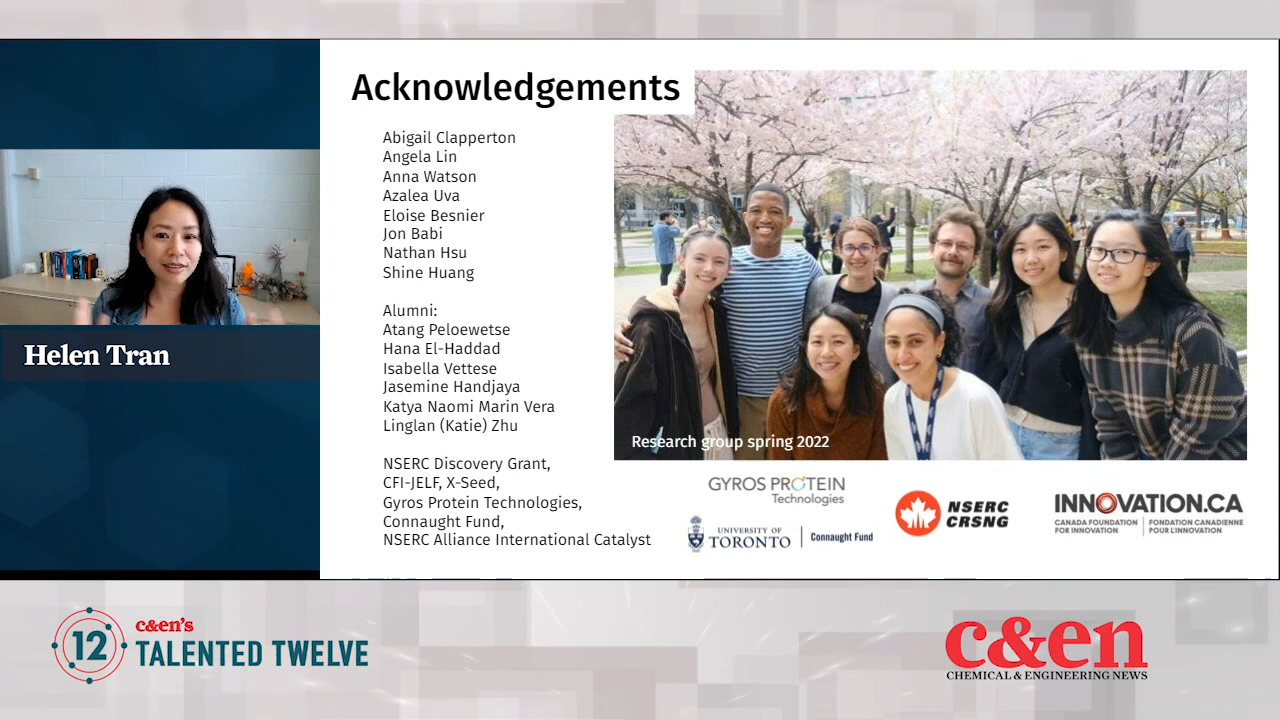 Acknowledgements
Abigail Clapperton
Angela Lin
Anna Watson
Azalea Uva
Eloise Besnier
Jon Babi
Nathan Hsu
Shine Huang
Alumni:
Atang Peloewetse
Hana El-Haddad
Isabella Vettese
Jasemine Handjaya
Katya Naomi Marin Vera
Linglan (Katie) Zhu
NSERC Discovery Grant,
CFI-JELF, X-Seed,
Gyros Protein Technologies,
Connaught Fund,
NSERC Alliance International Catalyst
Research group spring 2022
GYROS PROTEIN
Technologies
UNIVERSITY OF
TORONTO
Connaught Fund
NSERC
CRSNG
INNOVATION.CA
CANADA FOUNDATION
FOR INNOVATION
FONDATION CANADIENNE
POUR L'INNOVATION
Helen Tran
12
c&en's
TALENTED TWELVE
c&en
CHEMICAL & ENGINEERING NEWS